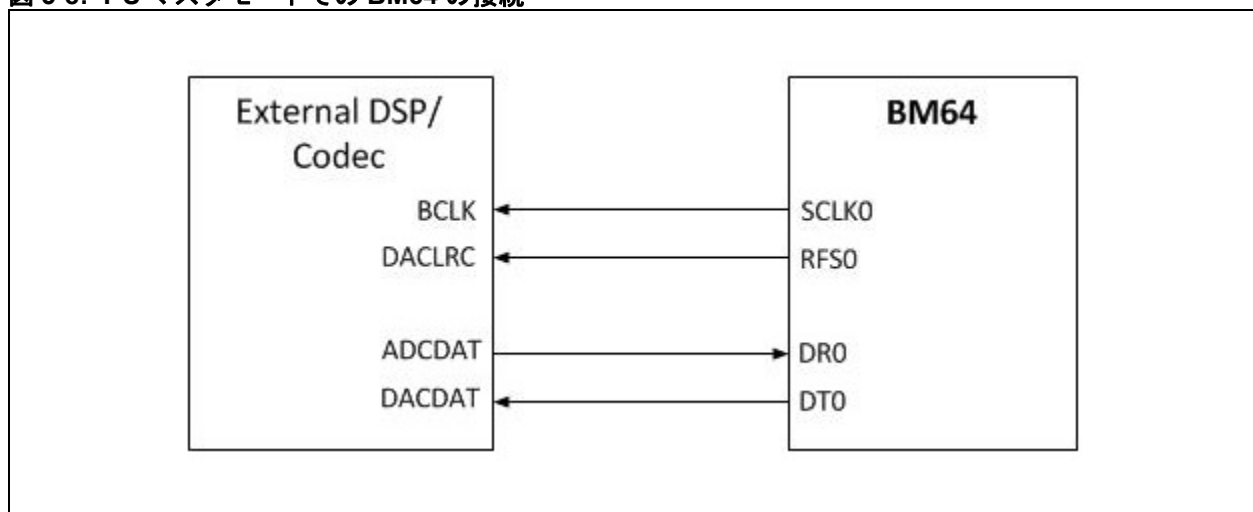 External DSP/
Codec
BM64
BCLK
SCLK0
DACLRC
RFS0
ADCDAT
DR0
DACDAT
DT0